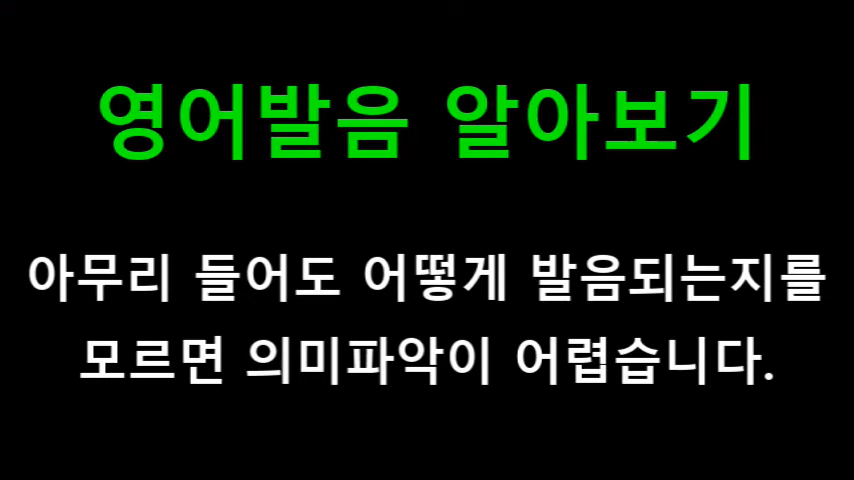 영어발음 알아보기
아무리 들어도 어떻게 발음되는지를
모르면 의미파악이 어렵습니다.